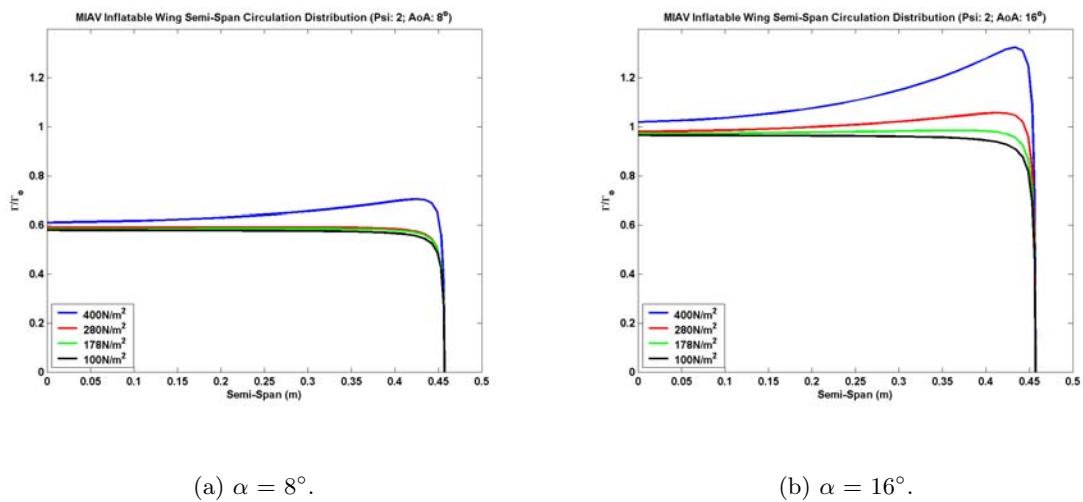 MIAV Inflatable Wing Semi-Span Circulation Distribution (Psi: 2; AoA: 8°)
1.2
1
0.8
0.6
0.4
0.2
0
Γ/Γₒ
400N/m²
280N/m²
178N/m²
100N/m²
0 0.05 0.1 0.15 0.2 0.25 0.3 0.35 0.4 0.45 0.5
Semi-Span (m)
(a) α = 8°.
MIAV Inflatable Wing Semi-Span Circulation Distribution (Psi: 2; AoA: 16°)
1.2
1
0.8
0.6
0.4
0.2
0
Γ/Γₒ
400N/m²
280N/m²
178N/m²
100N/m²
0 0.05 0.1 0.15 0.2 0.25 0.3 0.35 0.4 0.45 0.5
Semi-Span (m)
(b) α = 16°.